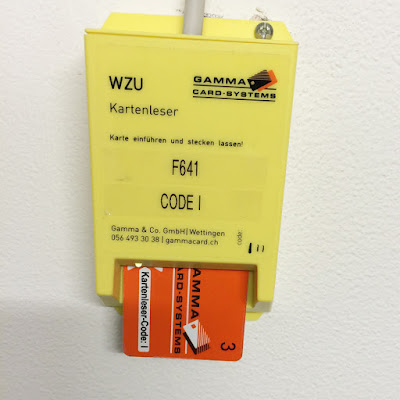 WZU
GAMMA
CARD-SYSTEMS
Kartenleser
Karte einführen und stecken lassen!
F641
CODE I
Gamma & Co. GmbH | Wettingen
056 493 30 38 | gammacard.ch
code
I
Kartenleser-Code: I
GAMMA
CARD-SYSTEMS
3